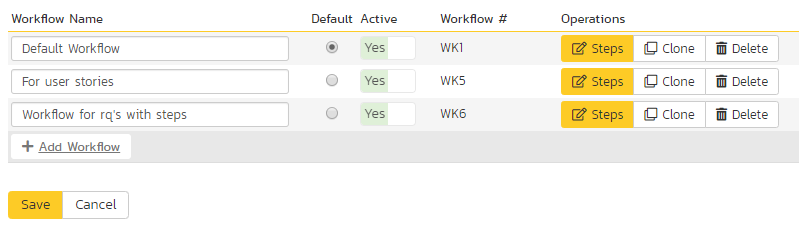 Workflow Name Default Active Workflow # Operations
Default Workflow Yes WK1 Steps Clone Delete
For user stories Yes WK5 Steps Clone Delete
Workflow for rq's with steps Yes WK6 Steps Clone Delete
+ Add Workflow
Save Cancel